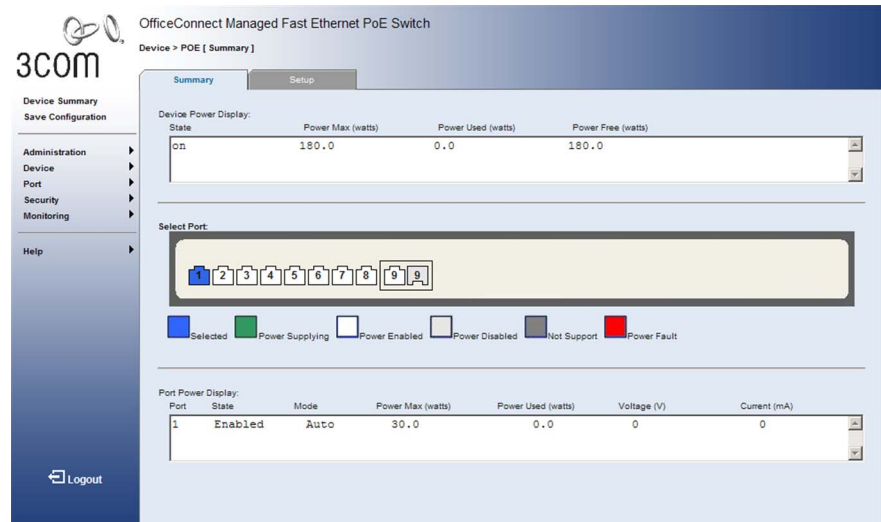 3COM
OfficeConnect Managed Fast Ethernet PoE Switch
Device > POE [ Summary ]
Summary Setup
Device Summary
Save Configuration
Administration
Device
Port
Security
Monitoring
Help
Logout
Device Power Display:
State Power Max (watts) Power Used (watts) Power Free (watts)
on 180.0 0.0 180.0
Select Port:
1 2 3 4 5 6 7 8 9 9
Selected Power Supplying Power Enabled Power Disabled Not Support Power Fault
Port Power Display:
Port State Mode Power Max (watts) Power Used (watts) Voltage (V) Current (mA)
1 Enabled Auto 30.0 0.0 0 0